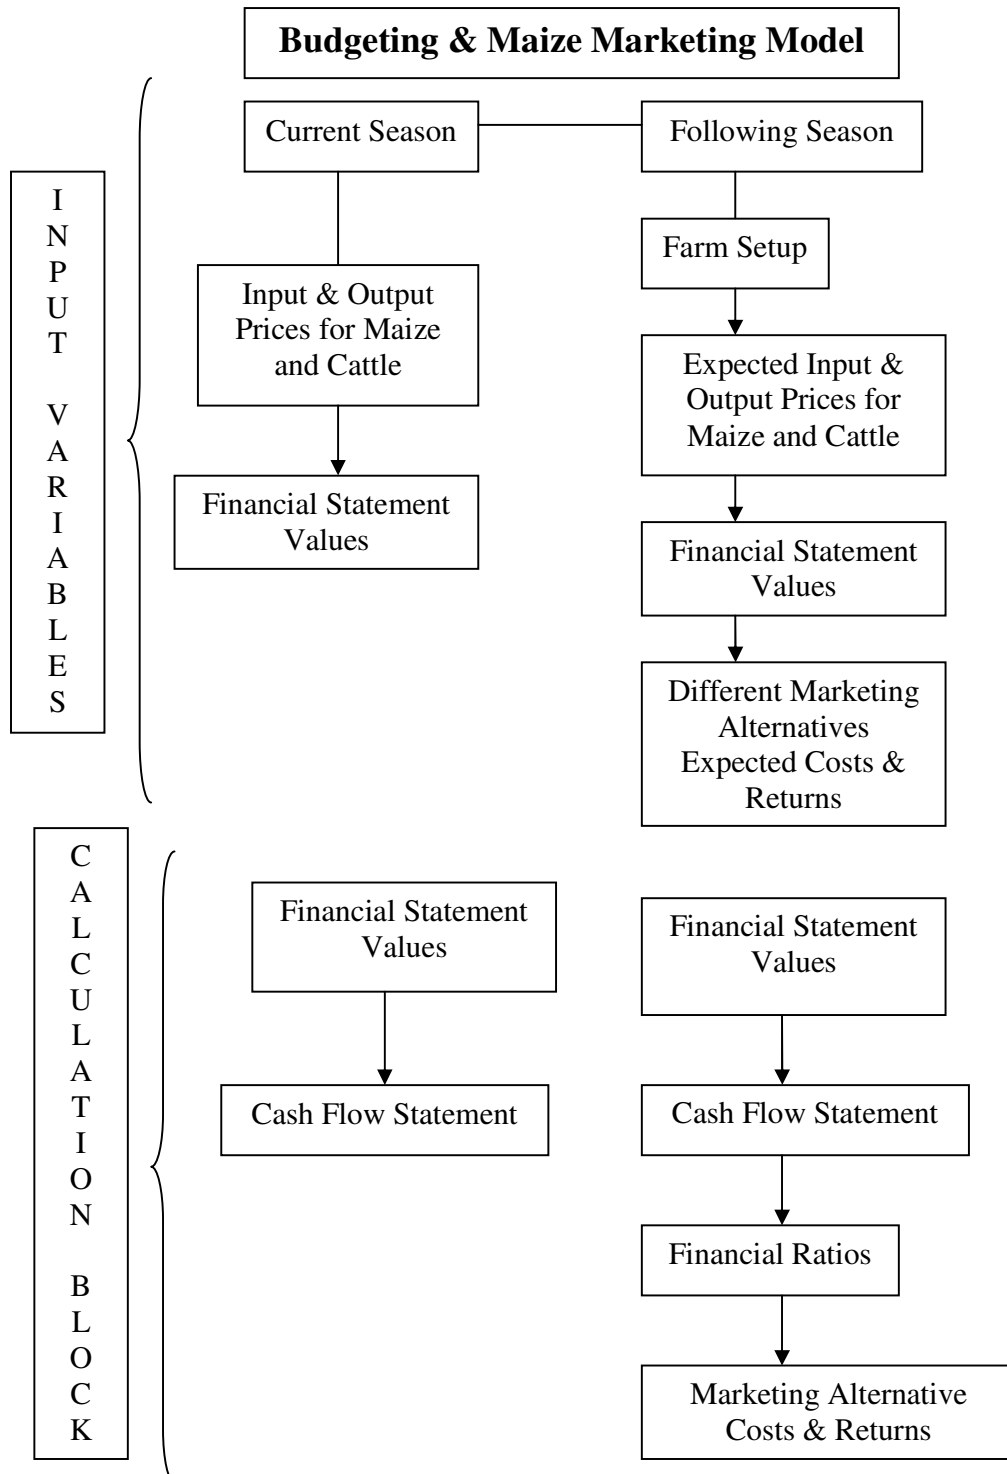 Budgeting & Maize Marketing Model
Current Season
Following Season
I
N
P
U
T
V
A
R
I
A
B
L
E
S
Farm Setup
Input & Output
Prices for Maize
and Cattle
Expected Input &
Output Prices for
Maize and Cattle
Financial Statement
Values
Financial Statement
Values
Different Marketing
Alternatives
Expected Costs &
Returns
C
A
L
C
U
L
A
T
I
O
N
B
L
O
C
K
Financial Statement
Values
Financial Statement
Values
Cash Flow Statement
Cash Flow Statement
Financial Ratios
Marketing Alternative
Costs & Returns